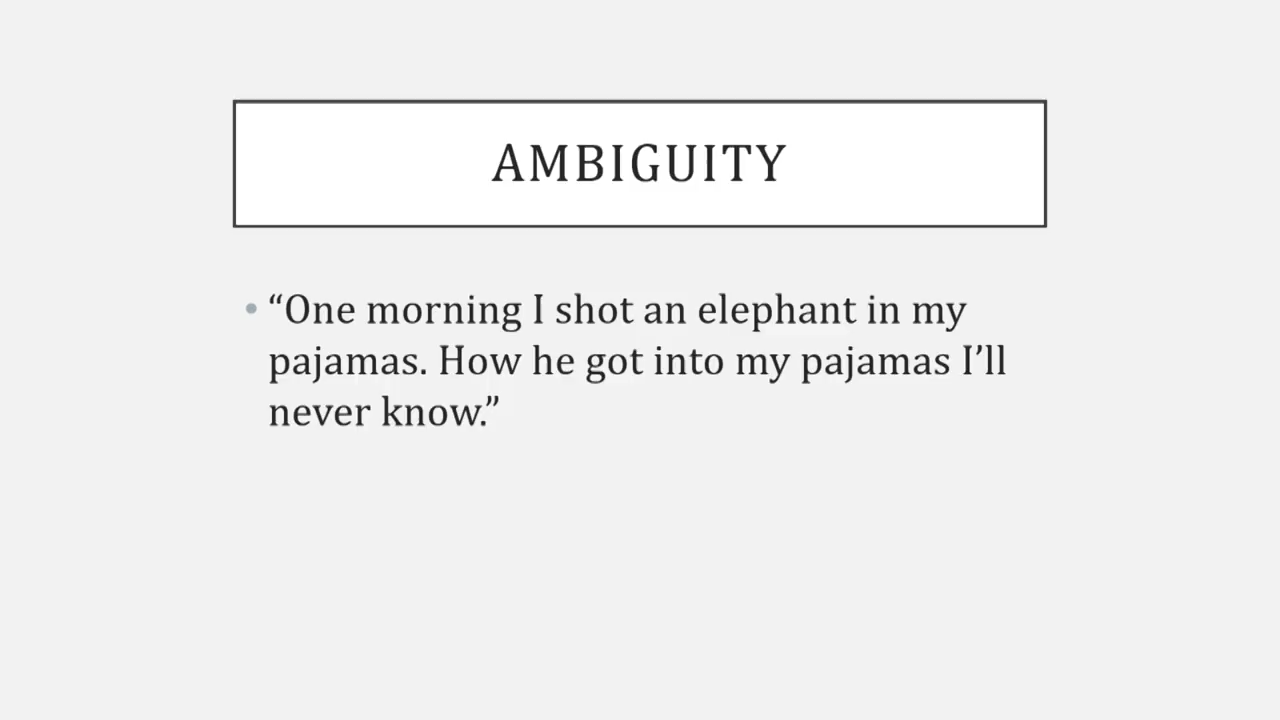 AMBIGUITY
• “One morning I shot an elephant in my
pajamas. How he got into my pajamas I’ll
never know.”